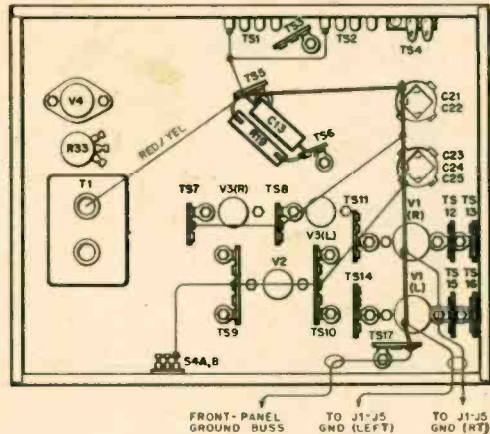 TS1
TS3
TS2
TS4
TS5
V4
C21
C22
C13
R19
R33
RED/YEL
TS6
C23
C24
C25
T1
TS7
V3(R)
TS8
TS11
V1
(R)
TS
12
TS
13
V3(L)
V2
TS14
V1
(L)
TS
15
TS
16
TS9
TS10
TS17
S4A,B
FRONT-PANEL
GROUND BUSS
TO J1-J5
GND (LEFT)
TO J1-J5
GND (RT)